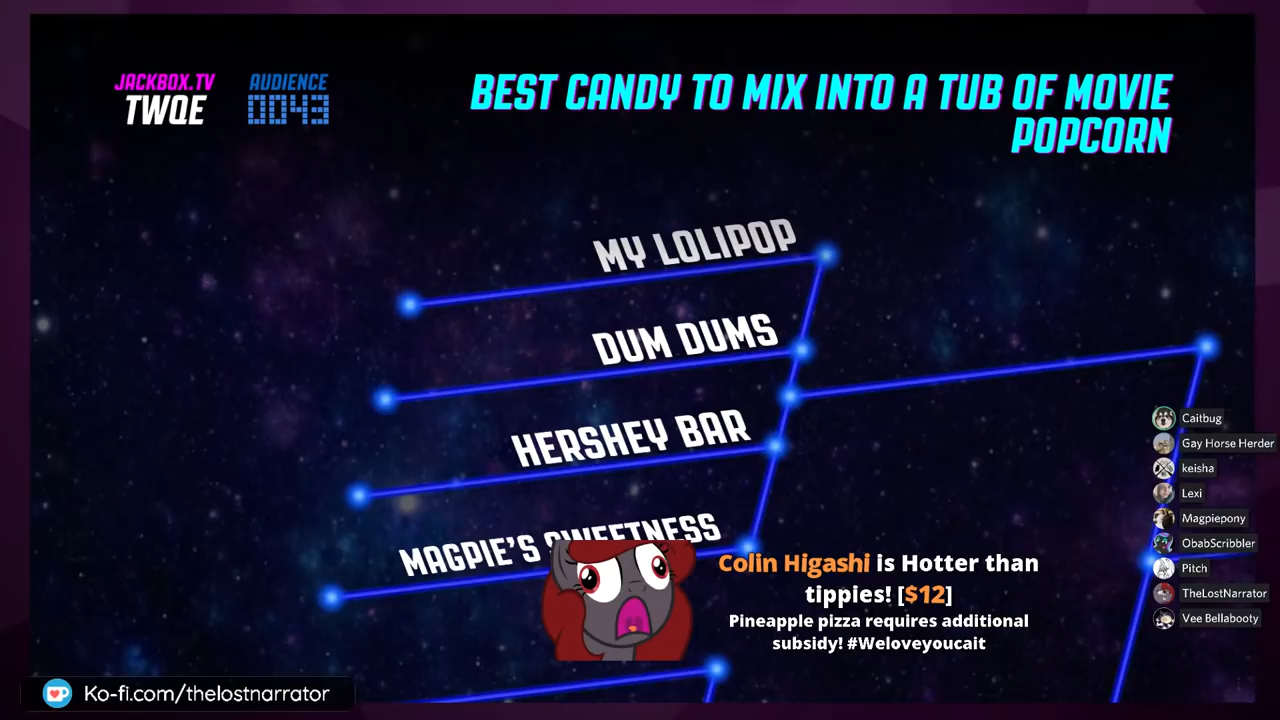 JACKBOX.TV
TWQE
AUDIENCE
0043
BEST CANDY TO MIX INTO A TUB OF MOVIE
POPCORN
MY LOLIPOP
DUM DUMS
HERSHEY BAR
MAGPIE'S SWEETNESS
Colin Higashi is Hotter than
tippies! [$12]
Pineapple pizza requires additional
subsidy! #Weloveyoucait
Caitbug
Gay Horse Herder
keisha
Lexi
Magpiepony
ObabScribbler
Pitch
TheLostNarrator
Vee Bellabooty
Ko-fi.com/thelostnarrator